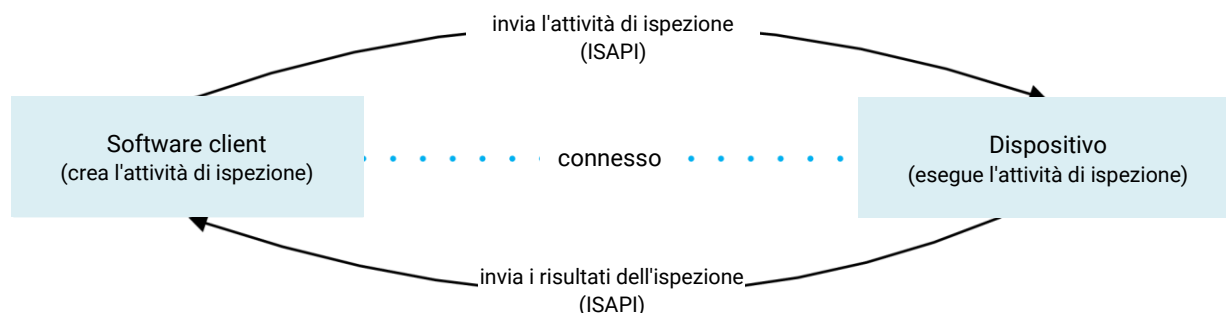 invia l'attività di ispezione
(ISAPI)
Software client
(crea l'attività di ispezione)
connesso
Dispositivo
(esegue l'attività di ispezione)
invia i risultati dell'ispezione
(ISAPI)